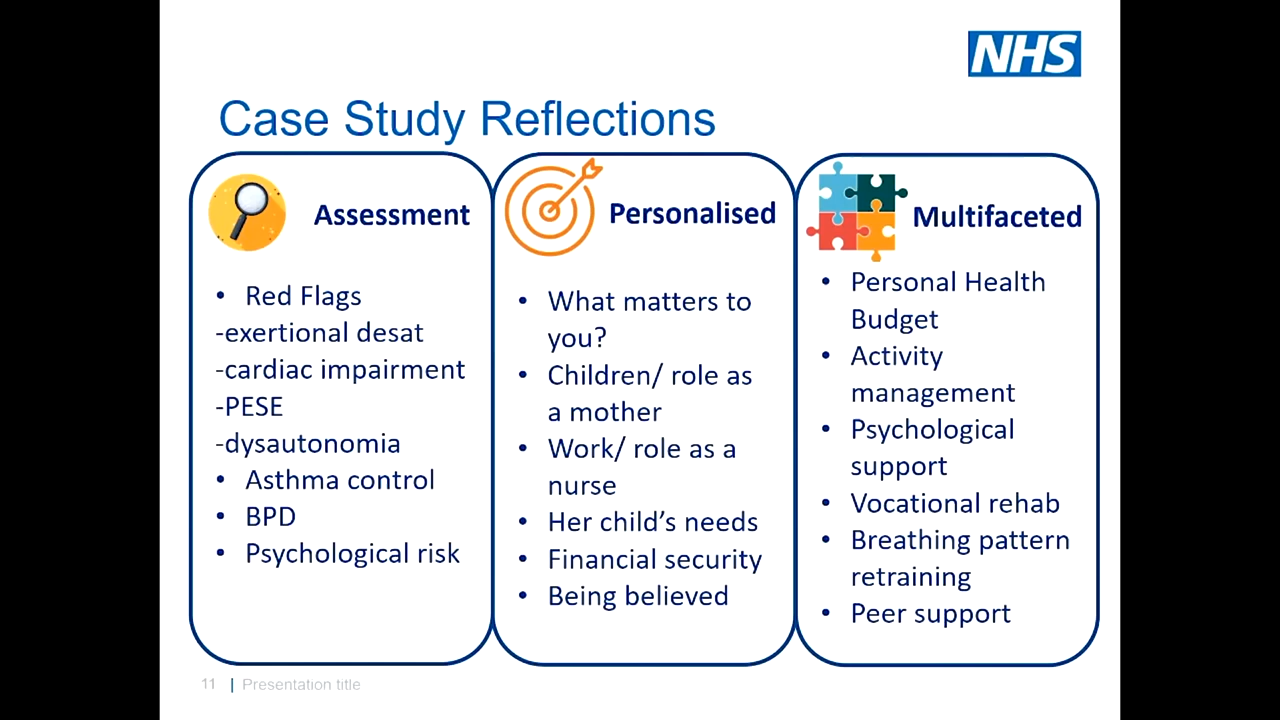 NHS
Case Study Reflections
Assessment
• Red Flags
-exertional desat
-cardiac impairment
-PESE
-dysautonomia
• Asthma control
• BPD
• Psychological risk
Personalised
• What matters to
you?
• Children/ role as
a mother
• Work/ role as a
nurse
• Her child’s needs
• Financial security
• Being believed
Multifaceted
• Personal Health
Budget
• Activity
management
• Psychological
support
• Vocational rehab
• Breathing pattern
retraining
• Peer support
11 | Presentation title